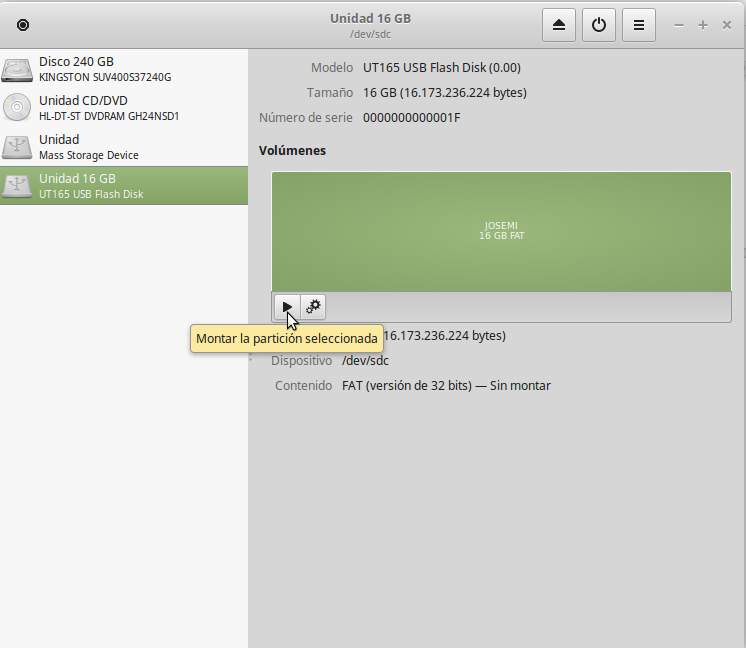 Unidad 16 GB
/dev/sdc
Disco 240 GB
KINGSTON SUV400S37240G
Unidad CD/DVD
HL-DT-ST DVDRAM GH24NSD1
Unidad
Mass Storage Device
Unidad 16 GB
UT165 USB Flash Disk
Modelo UT165 USB Flash Disk (0.00)
Tamaño 16 GB (16.173.236.224 bytes)
Número de serie 0000000000001F
Volúmenes
JOSEMI
16 GB FAT
Montar la partición seleccionada
16.173.236.224 bytes)
Dispositivo /dev/sdc
Contenido FAT (versión de 32 bits) — Sin montar